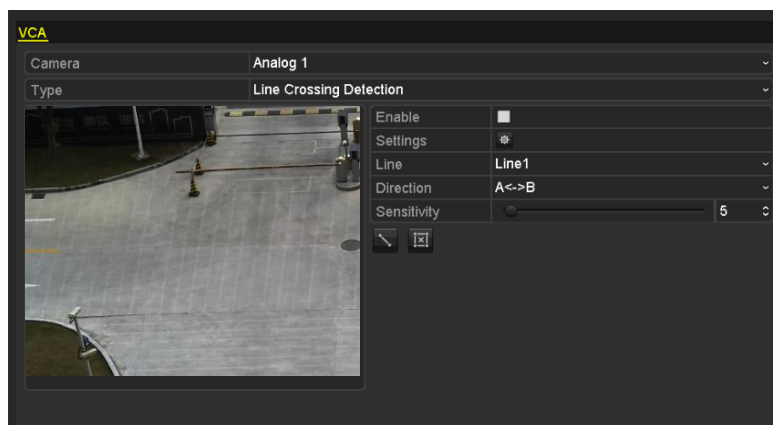 VCA
Camera Analog 1
Type Line Crossing Detection
Enable
Settings
Line Line1
Direction A<->B
Sensitivity 5